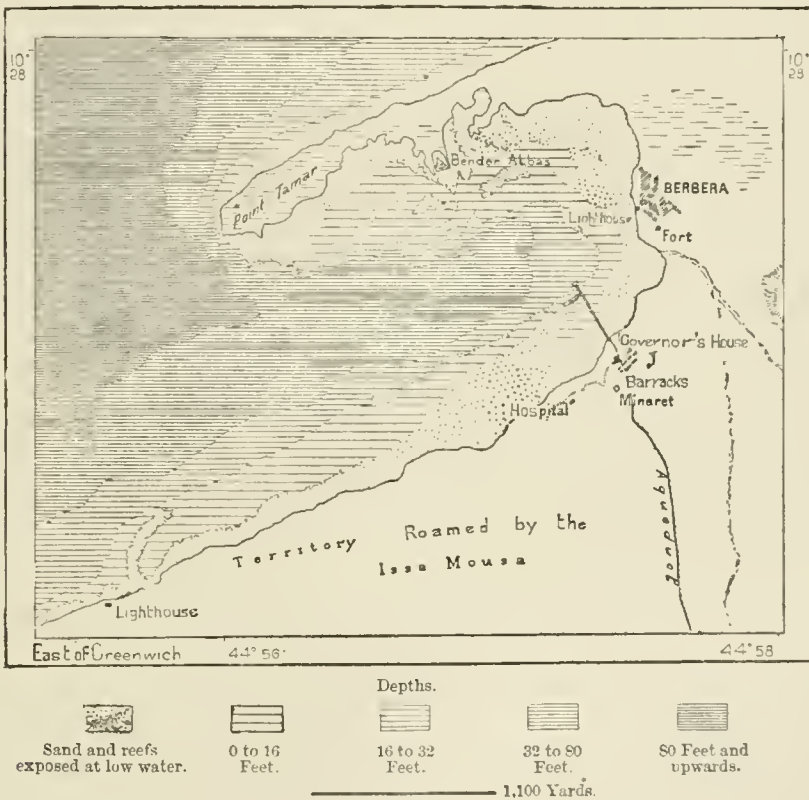 10°
28
10°
28
Point Tamar
Bender Abbas
BERBERA
Lighthouse
Fort
Governor's House
Barracks
Minaret
Hospital
Aqueduct
Territory Roamed by the
Issa Mousa
Lighthouse
East of Greenwich 44° 56' 44° 58
Depths.
Sand and reefs
exposed at low water.
0 to 16
Feet.
16 to 32
Feet.
32 to 80
Feet.
80 Feet and
upwards.
1,100 Yards.